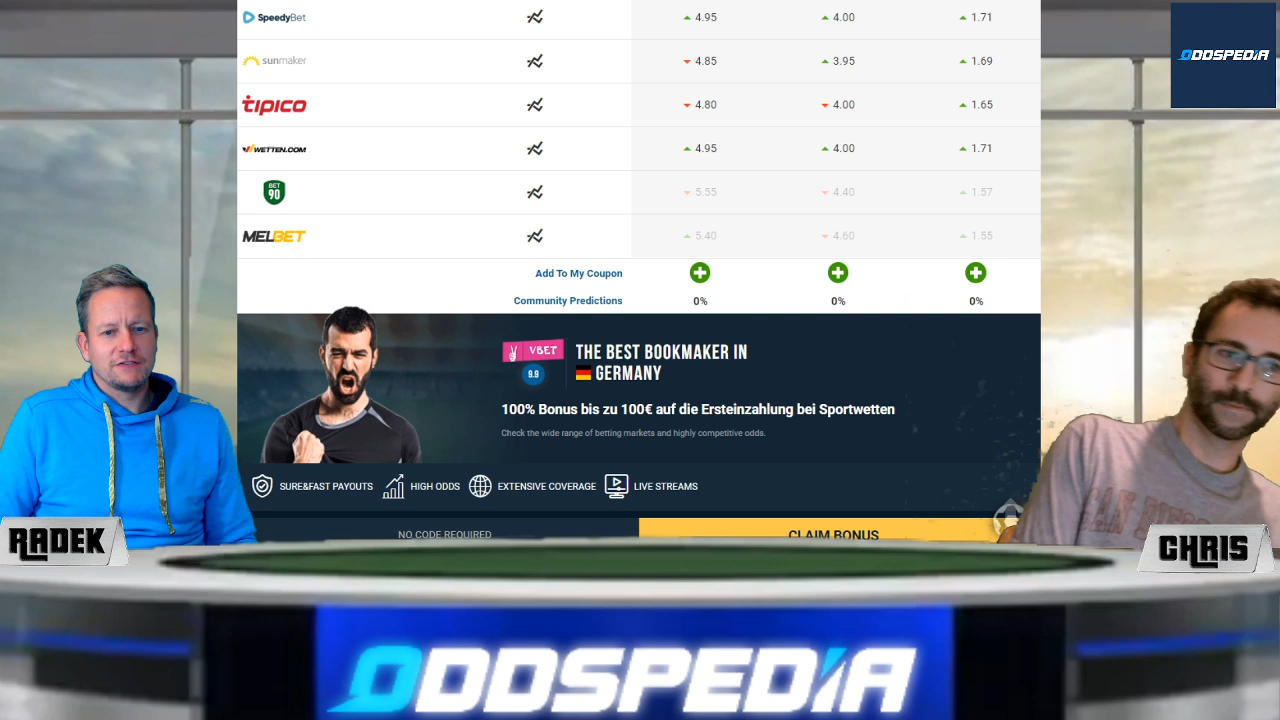 SpeedyBet 4.95 4.00 1.71
ODDSPEDIA
sunmaker 4.85 3.95 1.69
tipico 4.80 4.00 1.65
WETTEN.COM 4.95 4.00 1.71
BET
90 5.55 4.40 1.57
MELBET 5.40 4.60 1.55
Add To My Coupon
Community Predictions 0% 0% 0%
VBET
9.9
THE BEST BOOKMAKER IN
GERMANY
100% Bonus bis zu 100€ auf die Ersteinzahlung bei Sportwetten
Check the wide range of betting markets and highly competitive odds.
SURE&FAST PAYOUTS HIGH ODDS EXTENSIVE COVERAGE LIVE STREAMS
NO CODE REQUIRED CLAIM BONUS
RADEK
CHRIS
ODDSPEDIA